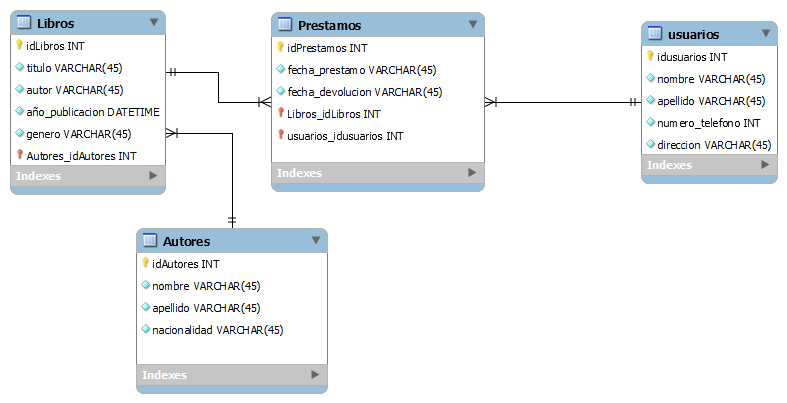 Libros
idLibros INT
titulo VARCHAR(45)
autor VARCHAR(45)
año_publicacion DATETIME
genero VARCHAR(45)
Autores_idAutores INT
Indexes
Prestamos
idPrestamos INT
fecha_prestamo VARCHAR(45)
fecha_devolucion VARCHAR(45)
Libros_idLibros INT
usuarios_idusuarios INT
Indexes
usuarios
idusuarios INT
nombre VARCHAR(45)
apellido VARCHAR(45)
numero_telefono INT
direccion VARCHAR(45)
Indexes
Autores
idAutores INT
nombre VARCHAR(45)
apellido VARCHAR(45)
nacionalidad VARCHAR(45)
Indexes